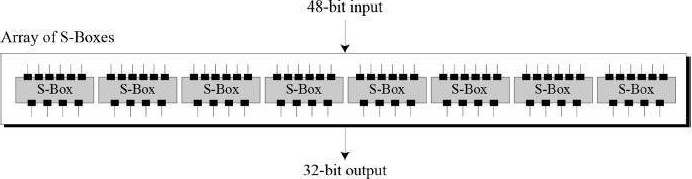 48-bit input
Array of S-Boxes
S-Box S-Box S-Box S-Box S-Box S-Box S-Box S-Box
32-bit output